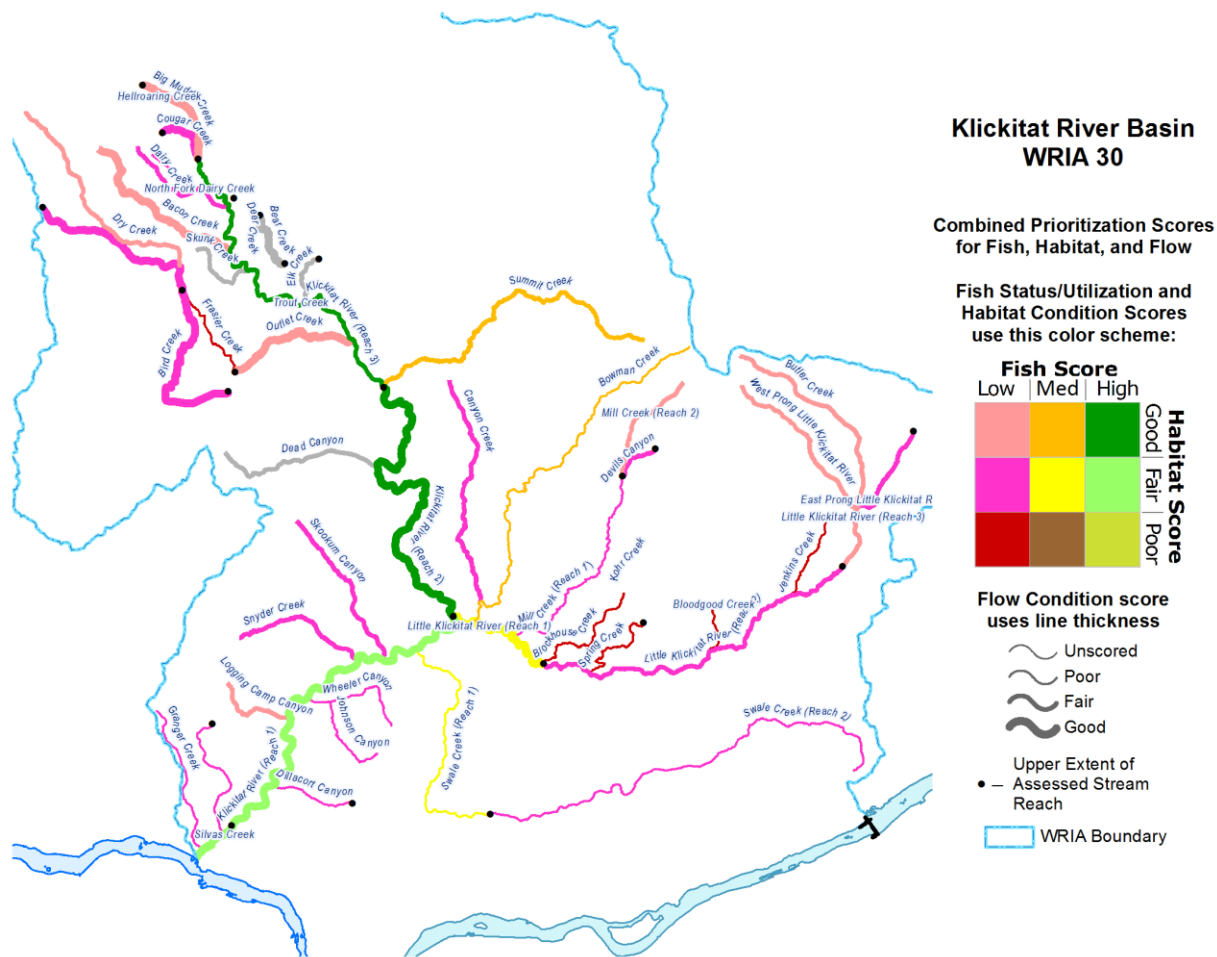 Klickitat River Basin
WRIA 30
Combined Prioritization Scores
for Fish, Habitat, and Flow
Fish Status/Utilization and
Habitat Condition Scores
use this color scheme:
Fish Score
Low Med High
Good
Fair
Poor
Habitat Score
Flow Condition score
uses line thickness
Unscored
Poor
Fair
Good
Upper Extent of
Assessed Stream
Reach
WRIA Boundary
Hellroaring Creek
Cougar Creek
Dairy Creek
North Fork Dairy Creek
Bacon Creek
Dry Creek
Skunk Creek
Deer Creek
Bear Creek
Elk Creek
Trout Creek
Klickitat River (Reach 3)
Outlet Creek
Frasier Creek
Bird Creek
Summit Creek
Bowman Creek
Canyon Creek
Mill Creek (Reach 2)
Devils Canyon
Butler Creek
West Prong Little Klickitat River
East Prong Little Klickitat R
Little Klickitat River (Reach 3)
Dead Canyon
Klickitat River (Reach 2)
Skookum Canyon
Snyder Creek
Little Klickitat River (Reach 1)
Mill Creek (Reach 1)
Kohr Creek
Blockhouse Creek
Spring Creek
Bloodgood Creek
Jenkins Creek
Little Klickitat River (Reach 2)
Logging Camp Canyon
Wheeler Canyon
Johnson Canyon
Granger Creek
Klickitat River (Reach 1)
Dillacort Canyon
Silvas Creek
Swale Creek (Reach 1)
Swale Creek (Reach 2)